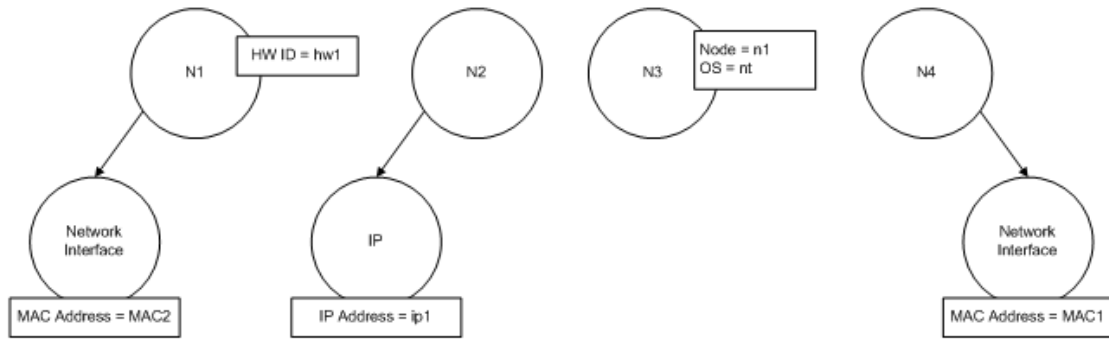 N1
HW ID = hw1
N2
N3
Node = n1
OS = nt
N4
Network
Interface
MAC Address = MAC2
IP
IP Address = ip1
Network
Interface
MAC Address = MAC1